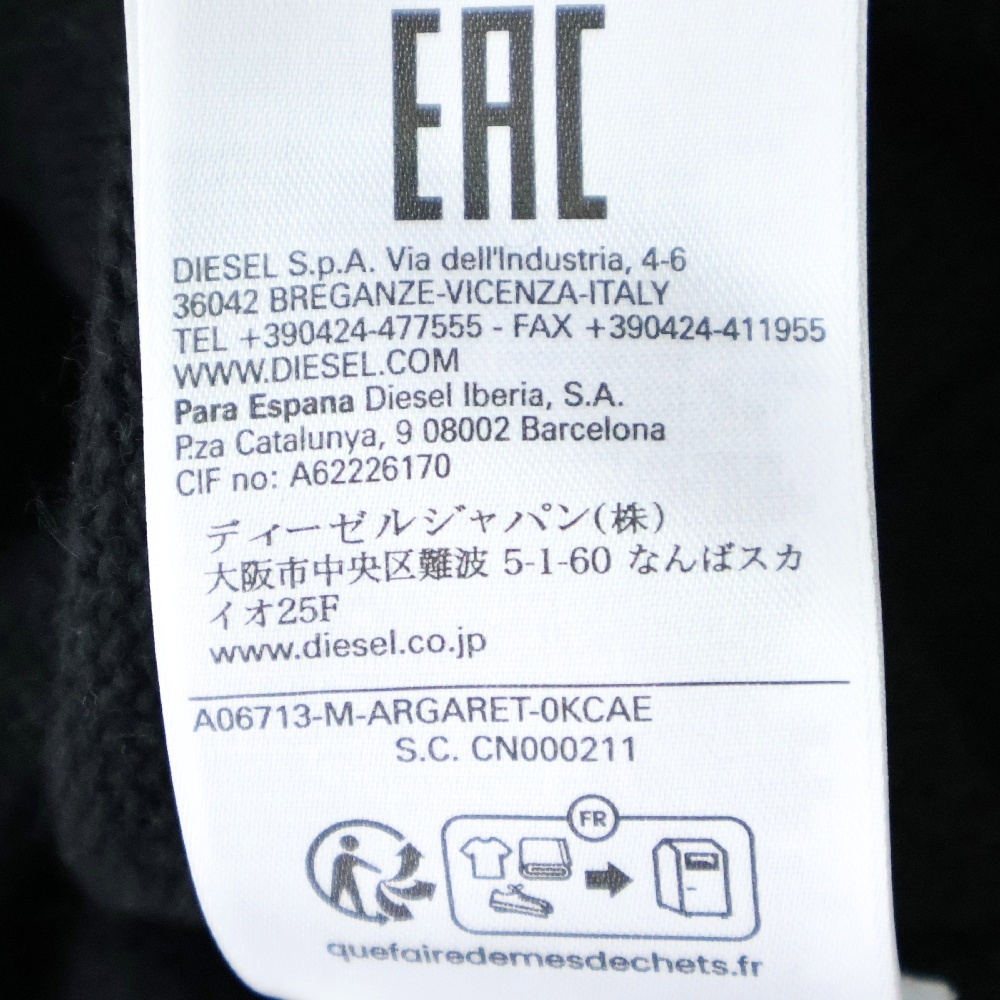 EAC
DIESEL S.p.A. Via dell'Industria, 4-6
36042 BREGANZE-VICENZA-ITALY
TEL +390424-477555 - FAX +390424-411955
WWW.DIESEL.COM
Para Espana Diesel Iberia, S.A.
P.za Catalunya, 9 08002 Barcelona
CIF no: A62226170
ディーゼルジャパン(株)
大阪市中央区難波 5-1-60 なんばスカ
イオ25F
www.diesel.co.jp
A06713-M-ARGARET-0KCAE
S.C. CN000211
FR
quefairedemesdechets.fr